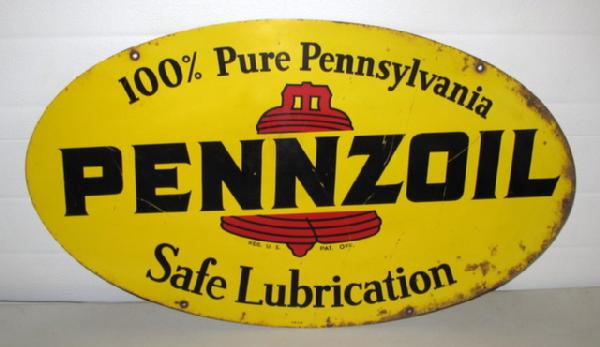 100% Pure Pennsylvania
PENNZOIL
REG. U.S. PAT. OFF.
Safe Lubrication